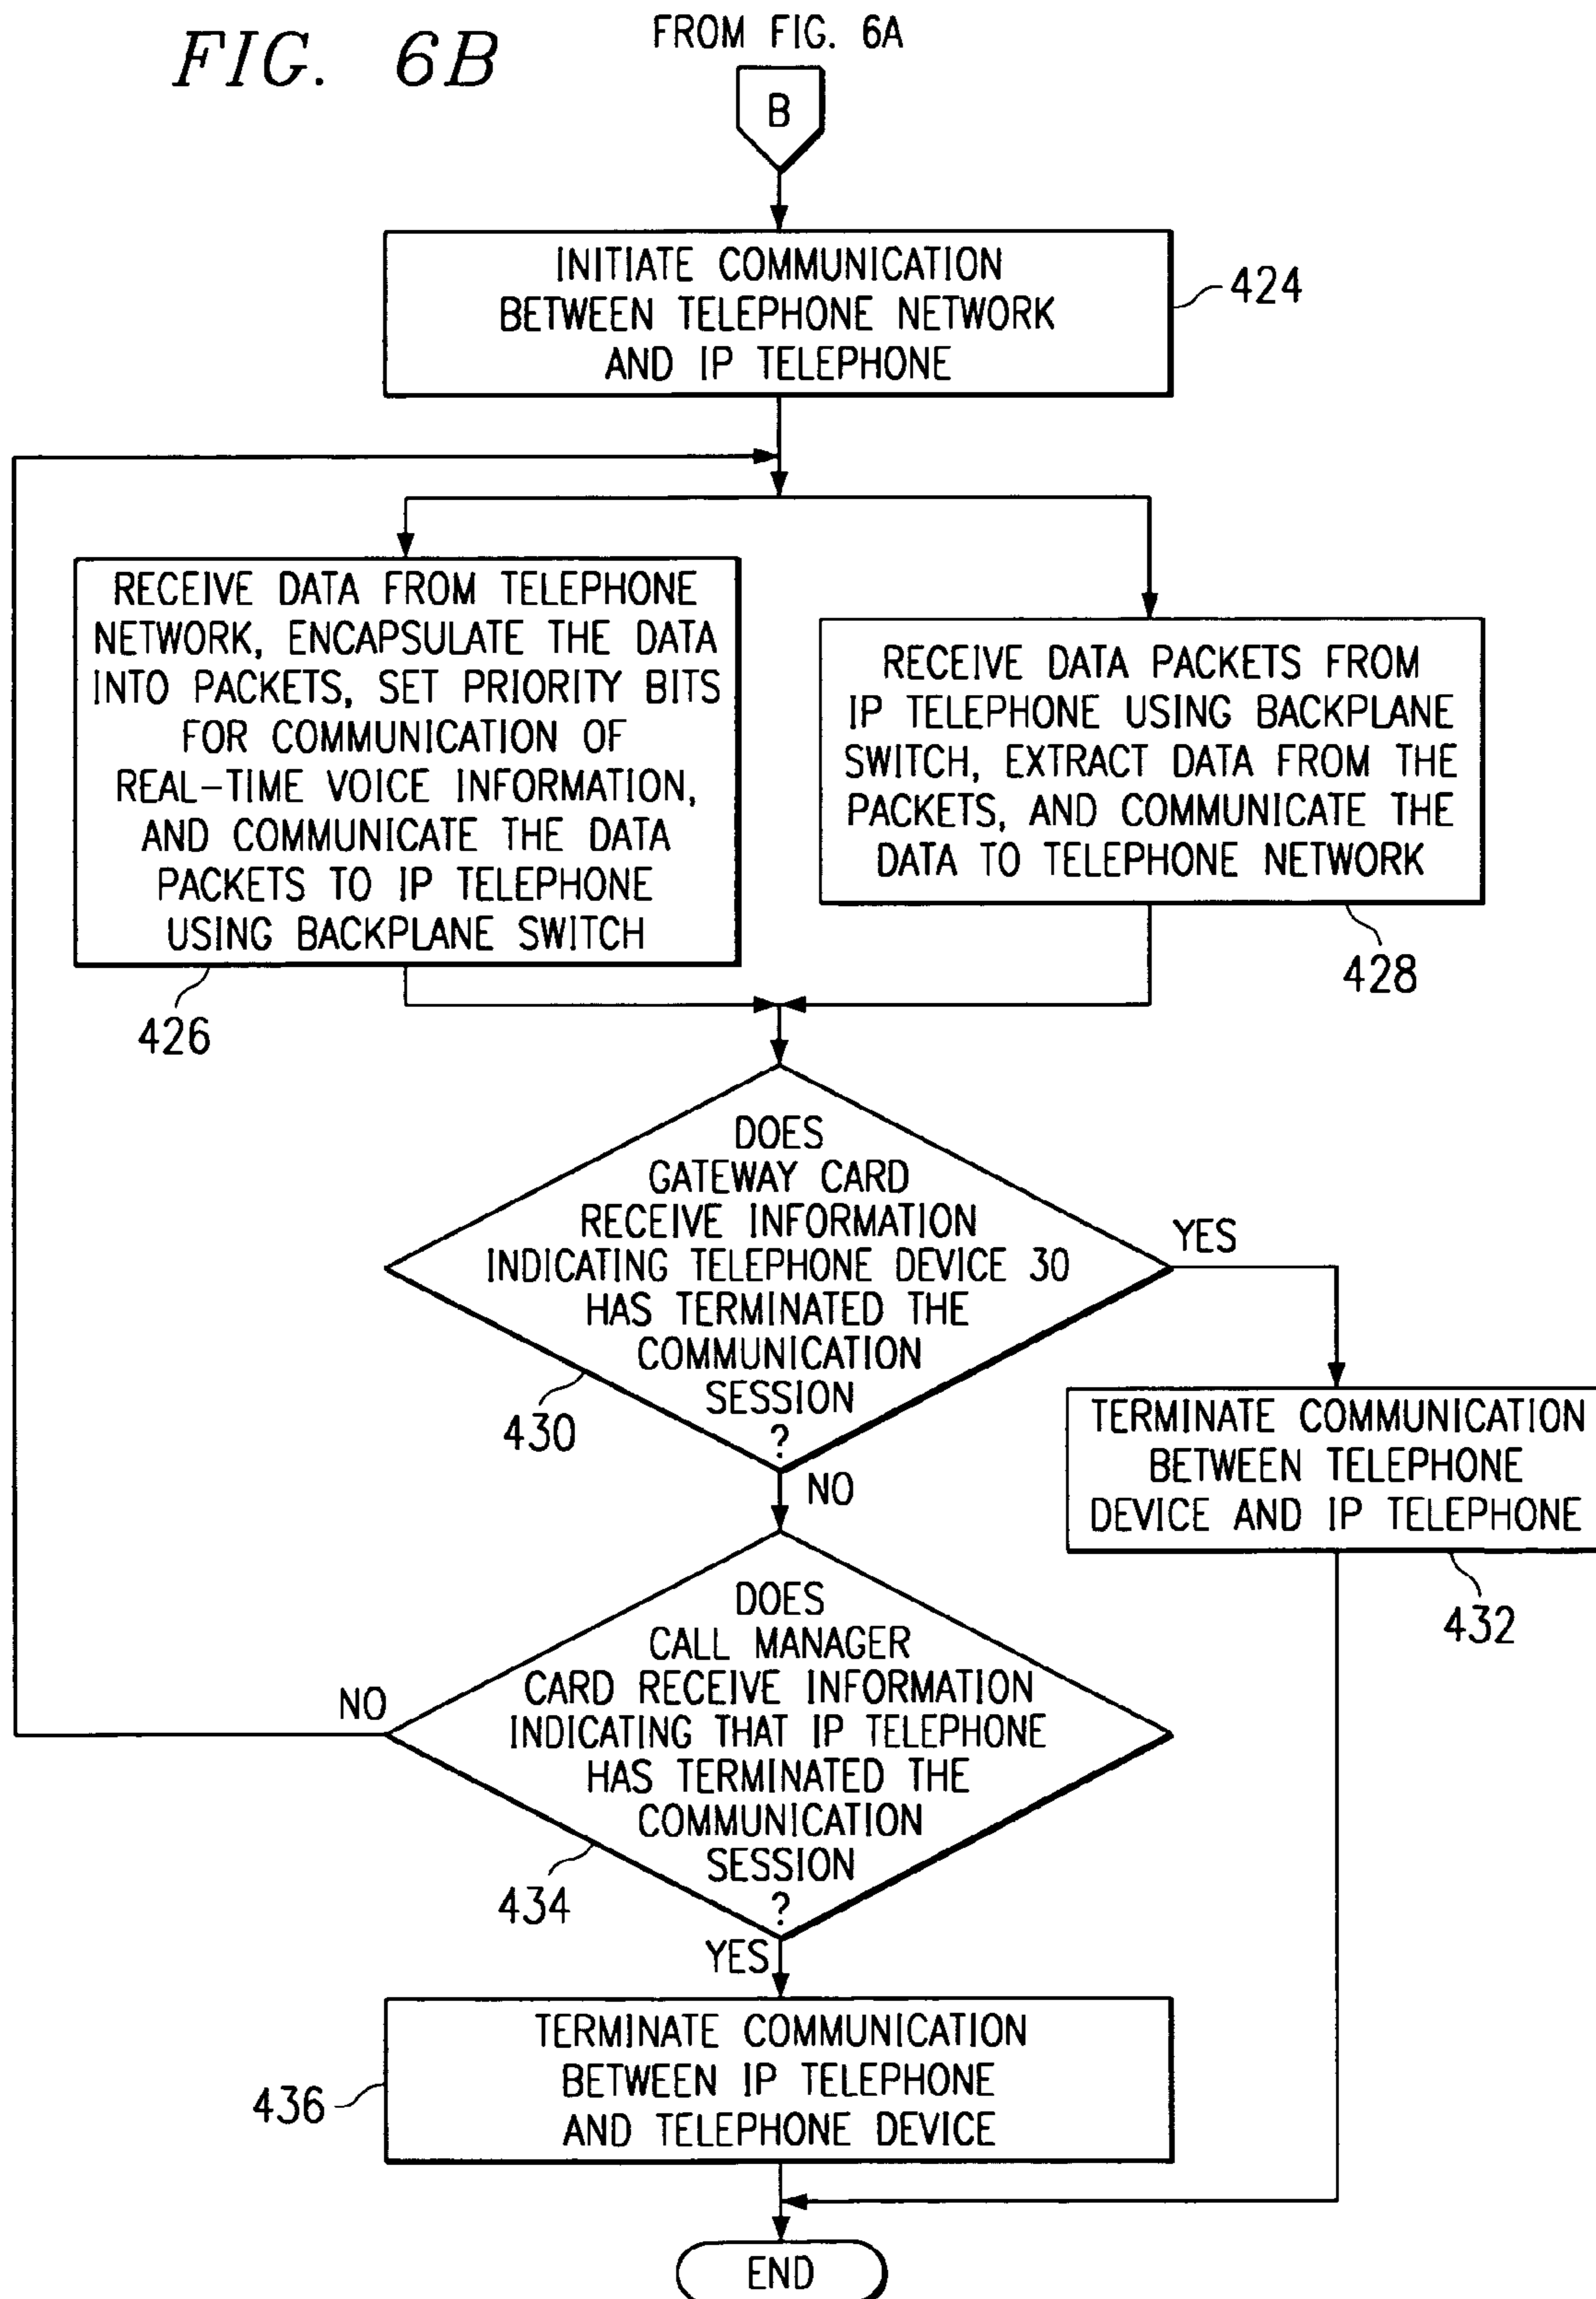 FIG. 6B
FROM FIG. 6A
B
INITIATE COMMUNICATION
BETWEEN TELEPHONE NETWORK
AND IP TELEPHONE
424
RECEIVE DATA FROM TELEPHONE
NETWORK, ENCAPSULATE THE DATA
INTO PACKETS, SET PRIORITY BITS
FOR COMMUNICATION OF
REAL-TIME VOICE INFORMATION,
AND COMMUNICATE THE DATA
PACKETS TO IP TELEPHONE
USING BACKPLANE SWITCH
426
RECEIVE DATA PACKETS FROM
IP TELEPHONE USING BACKPLANE
SWITCH, EXTRACT DATA FROM THE
PACKETS, AND COMMUNICATE THE
DATA TO TELEPHONE NETWORK
428
DOES
GATEWAY CARD
RECEIVE INFORMATION
INDICATING TELEPHONE DEVICE 30
HAS TERMINATED THE
COMMUNICATION
SESSION
?
430
YES
NO
TERMINATE COMMUNICATION
BETWEEN TELEPHONE
DEVICE AND IP TELEPHONE
432
DOES
CALL MANAGER
CARD RECEIVE INFORMATION
INDICATING THAT IP TELEPHONE
HAS TERMINATED THE
COMMUNICATION
SESSION
?
434
NO
YES
TERMINATE COMMUNICATION
BETWEEN IP TELEPHONE
AND TELEPHONE DEVICE
436
END